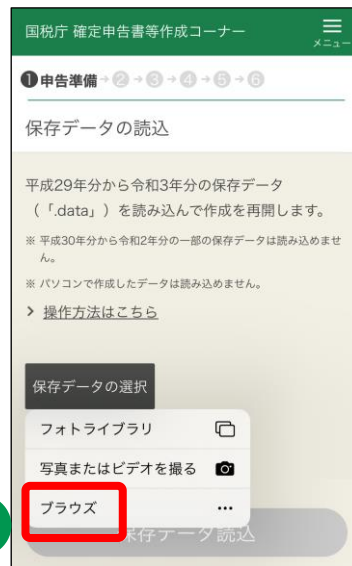 国税庁 確定申告書等作成コーナー
メニュー
1申告準備→2→3→4→5→6
保存データの読込
平成29年分から令和3年分の保存データ
（「.data」）を読み込んで作成を再開します。
※ 平成30年分から令和2年分の一部の保存データは読み込めませ
ん。
※ パソコンで作成したデータは読み込めません。
> 操作方法はこちら
保存データの選択
フォトライブラリ
写真またはビデオを撮る
ブラウズ
保存データ読込